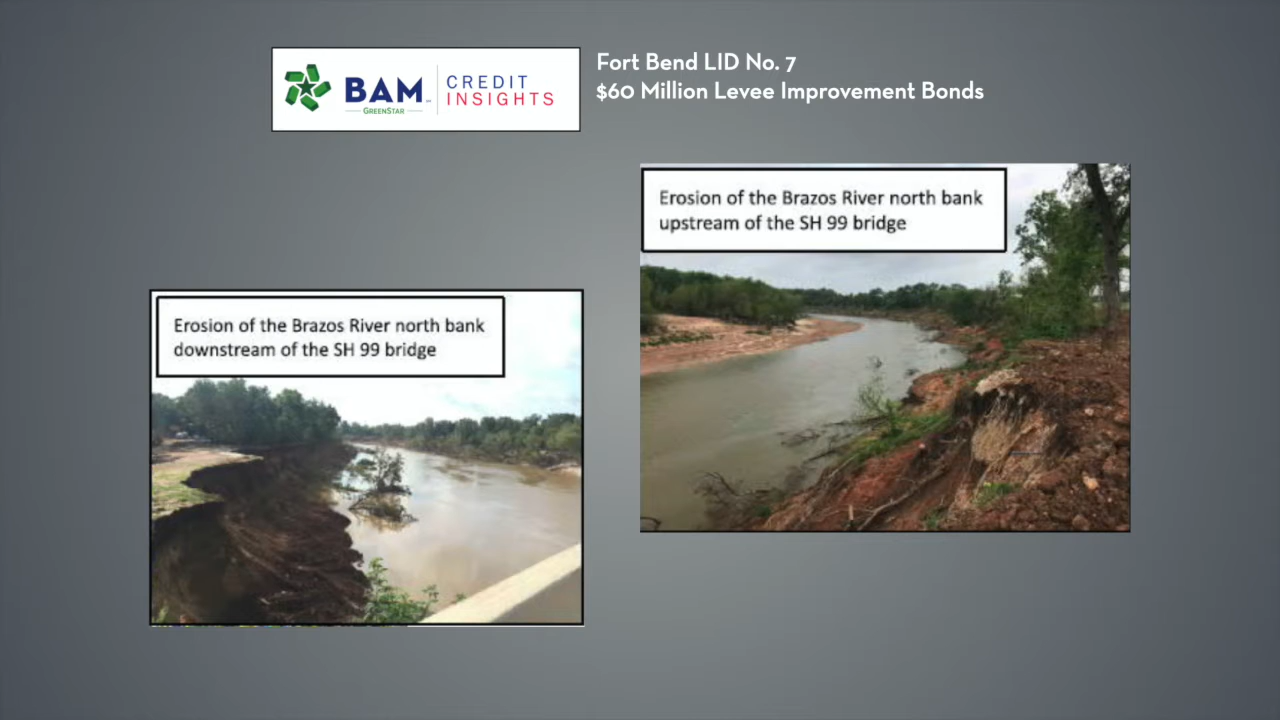 BAM
GREENSTAR
CREDIT
INSIGHTS
Fort Bend LID No. 7
$60 Million Levee Improvement Bonds
Erosion of the Brazos River north bank
upstream of the SH 99 bridge
Erosion of the Brazos River north bank
downstream of the SH 99 bridge